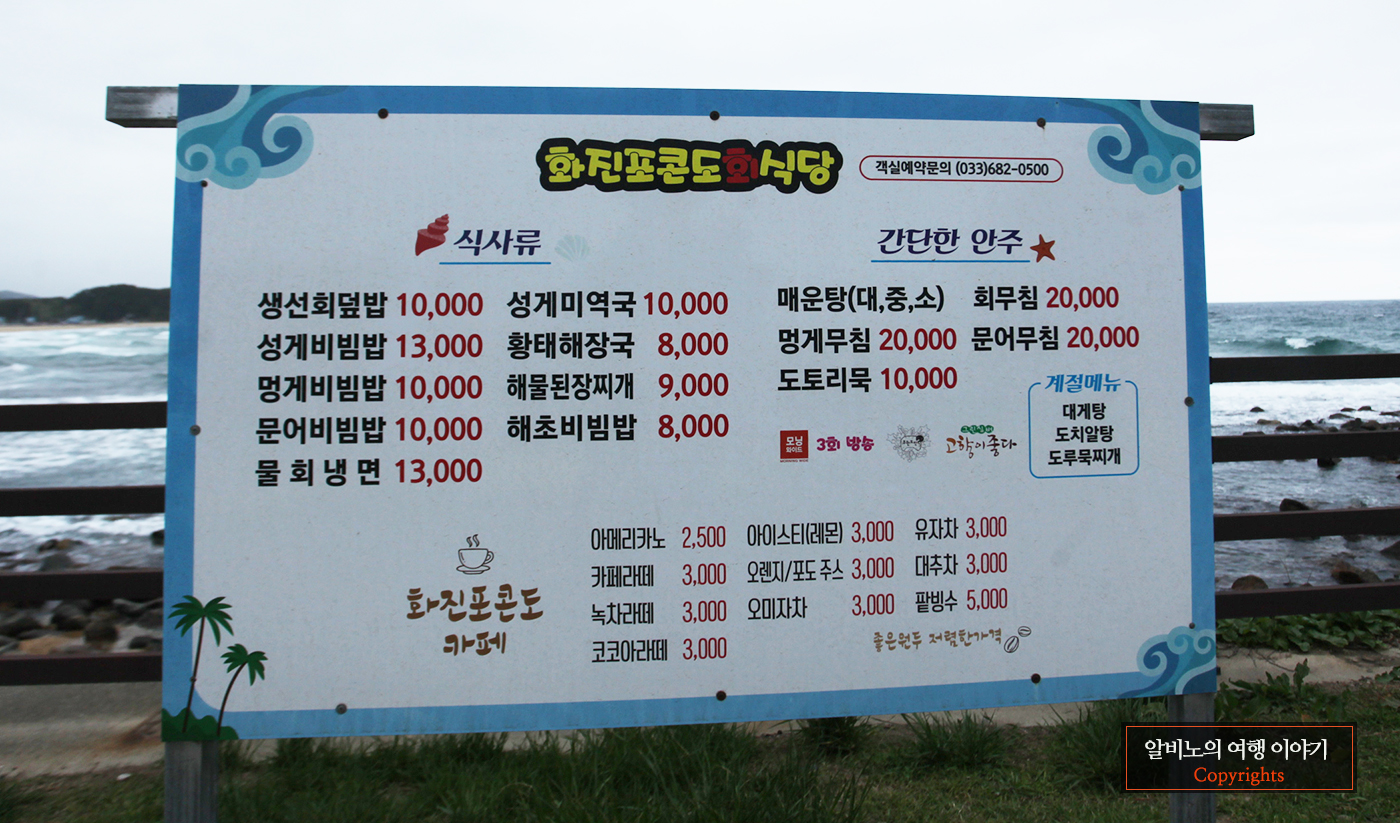 화진포콘도회식당
객실예약문의 (033)682-0500
식사류
생선회덮밥 10,000 성게미역국 10,000
성게비빔밥 13,000 황태해장국 8,000
멍게비빔밥 10,000 해물된장찌개 9,000
문어비빔밥 10,000 해초비빔밥 8,000
물 회 냉 면 13,000
간단한 안주
매운탕(대,중,소) 회무침 20,000
멍게무침 20,000 문어무침 20,000
도토리묵 10,000
계절메뉴
대게탕
도치알탕
도루묵찌개
모닝
와이드
3회 방송
고향이좋다
화진포콘도
카페
아메리카노 2,500 아이스티(레몬) 3,000 유자차 3,000
카페라떼 3,000 오렌지/포도 주스 3,000 대추차 3,000
녹차라떼 3,000 오미자차 3,000 팥빙수 5,000
코코아라떼 3,000
좋은원두 저렴한가격
알비노의 여행 이야기
Copyrights